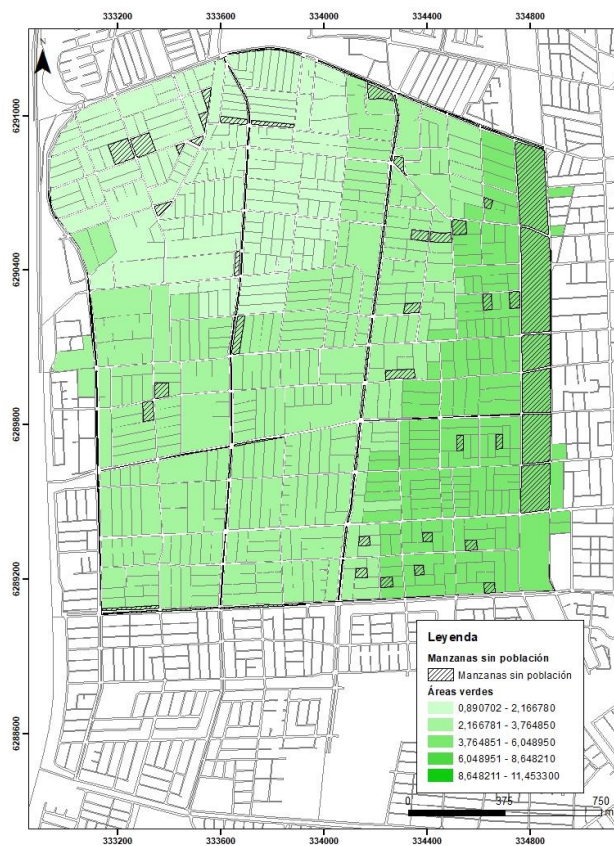 333200 333600 334000 334400 334800
N
6291000
6290400
6289800
6289200
6288600
Leyenda
Manzanas sin población
Manzanas sin población
Áreas verdes
0,890702 - 2,166780
2,166781 - 3,764850
3,764851 - 6,048950
6,048951 - 8,648210
8,648211 - 11,453300
0 375 750
m
333200 333600 334000 334400 334800